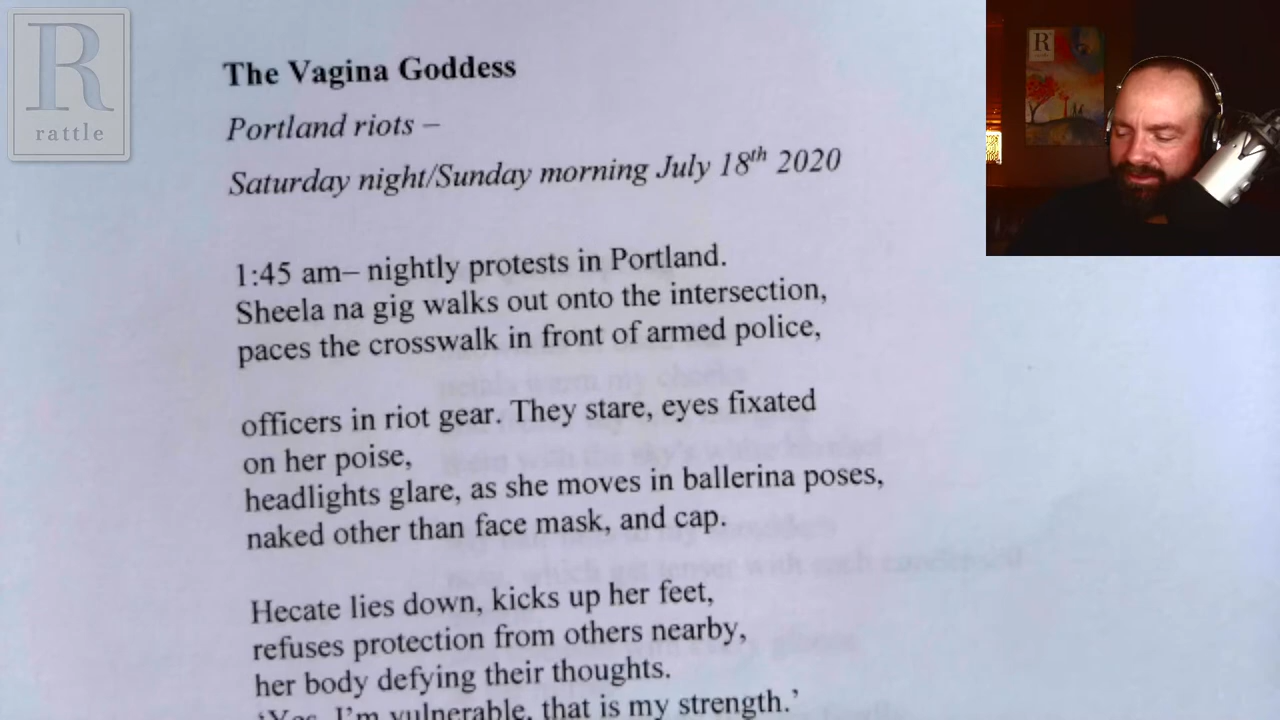 R
rattle
The Vagina Goddess
Portland riots –
Saturday night/Sunday morning July 18th 2020
1:45 am– nightly protests in Portland.
Sheela na gig walks out onto the intersection,
paces the crosswalk in front of armed police,
officers in riot gear. They stare, eyes fixated
on her poise,
headlights glare, as she moves in ballerina poses,
naked other than face mask, and cap.
Hecate lies down, kicks up her feet,
refuses protection from others nearby,
her body defying their thoughts.
‘Yes, I’m vulnerable, that is my strength.’
R